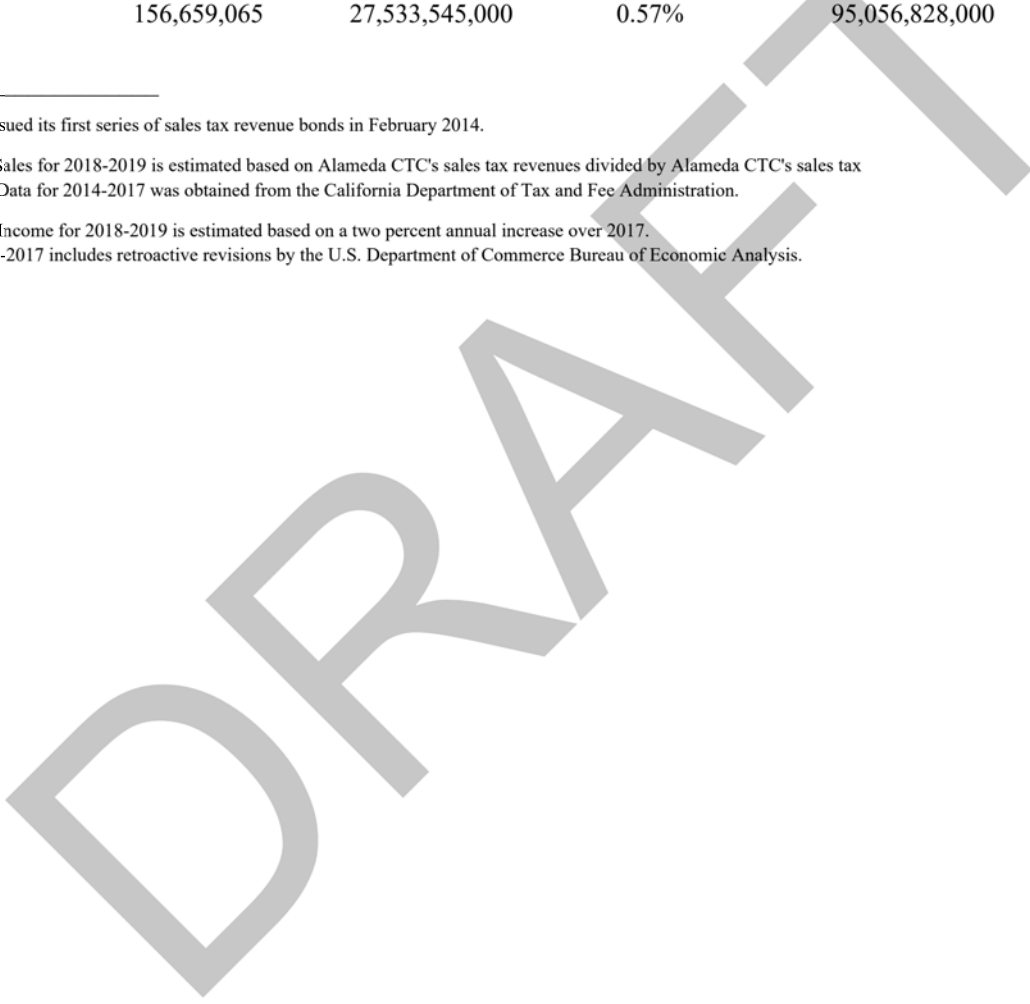 156,659,065 27,533,545,000 0.57% 95,056,828,000
sued its first series of sales tax revenue bonds in February 2014.
Sales for 2018-2019 is estimated based on Alameda CTC's sales tax revenues divided by Alameda CTC's sales tax
Data for 2014-2017 was obtained from the California Department of Tax and Fee Administration.
Income for 2018-2019 is estimated based on a two percent annual increase over 2017.
-2017 includes retroactive revisions by the U.S. Department of Commerce Bureau of Economic Analysis.
DRAFT